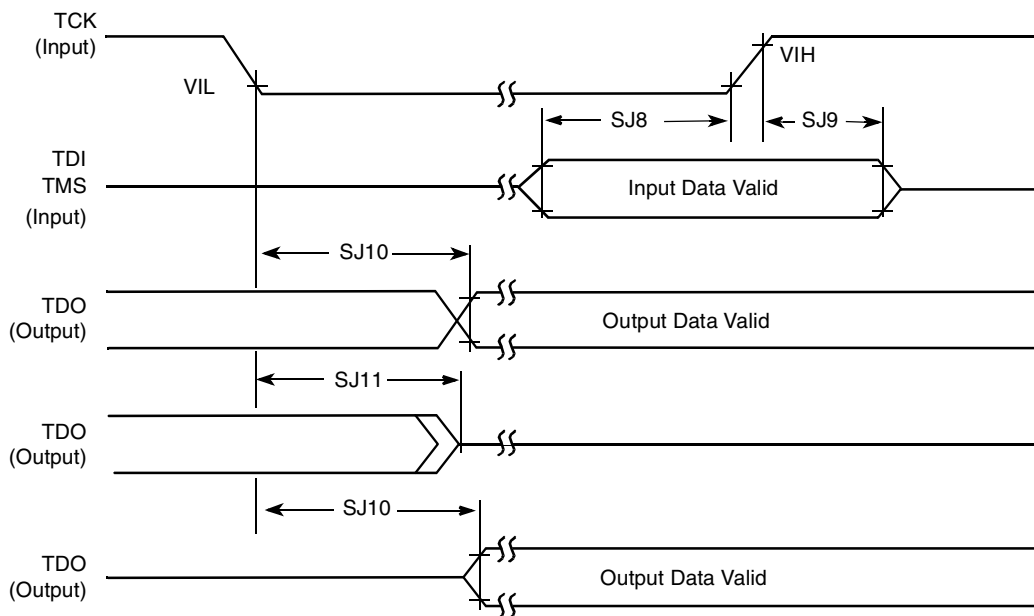 TCK
(Input)
VIL
VIH
SJ8
SJ9
TDI
TMS
(Input)
Input Data Valid
SJ10
TDO
(Output)
Output Data Valid
SJ11
TDO
(Output)
SJ10
TDO
(Output)
Output Data Valid